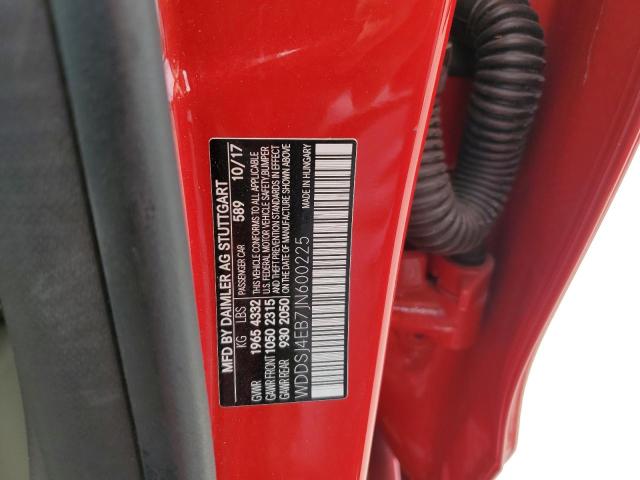 MFD BY DAIMLER AG STUTTGART
PASSENGER CAR 589 10/17
KG LBS THIS VEHICLE CONFORMS TO ALL APPLICABLE
GVWR 1965 4332 U.S. FEDERAL MOTOR VEHICLE SAFETY,BUMPER
GAWR FRONT 1050 2315 AND THEFT PREVENTION STANDARDS IN EFFECT
GAWR REAR 930 2050 ON THE DATE OF MANUFACTURE SHOWN ABOVE
WDDSJ4EB7JN600225 MADE IN HUNGARY